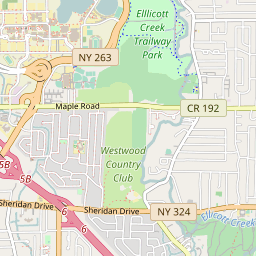 Elllicott
Creek
Trailway
Park
NY 263
Maple Road
CR 192
Westwood
Country
Club
5B
5B
6
6
Sheridan Drive
Sheridan Drive
NY 324
Ellicott Creek